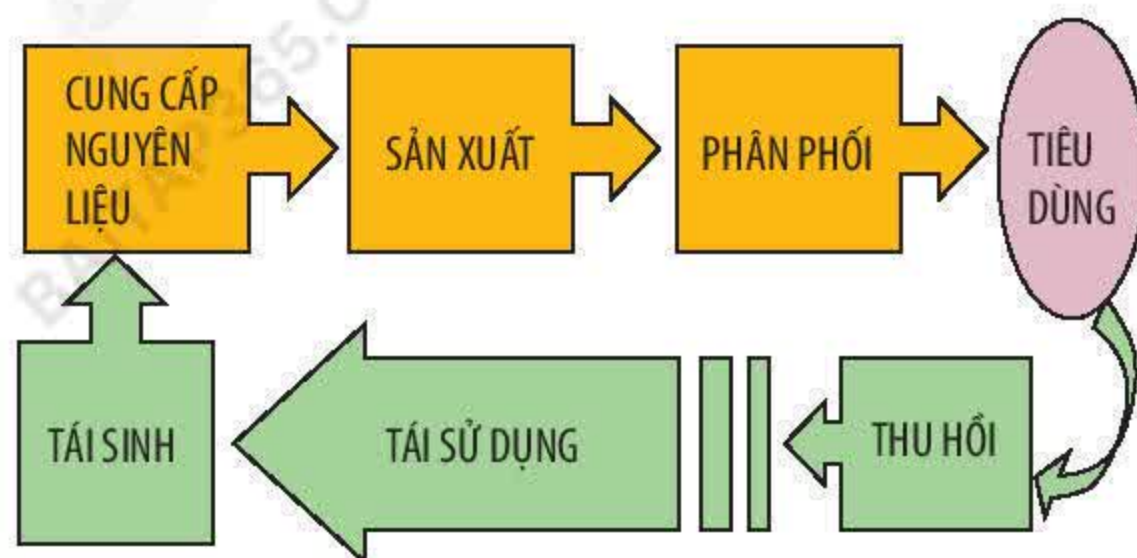 CUNG CẤP
NGUYÊN
LIỆU
SẢN XUẤT
PHÂN PHỐI
TIÊU
DÙNG
TÁI SINH
TÁI SỬ DỤNG
THU HỒI